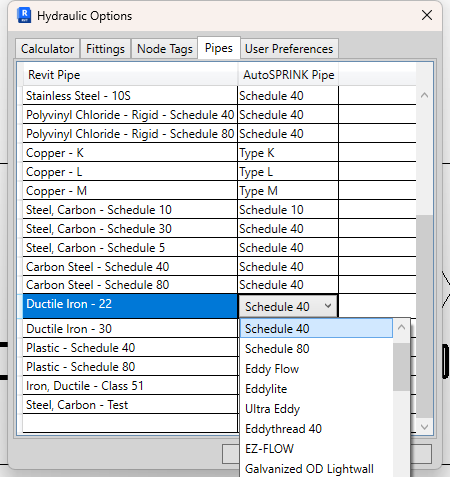 Hydraulic Options
Calculator Fittings Node Tags Pipes User Preferences
Revit Pipe AutoSPRINK Pipe
Stainless Steel - 10S Schedule 40
Polyvinyl Chloride - Rigid - Schedule 40 Schedule 40
Polyvinyl Chloride - Rigid - Schedule 80 Schedule 40
Copper - K Type K
Copper - L Type L
Copper - M Type M
Steel, Carbon - Schedule 10 Schedule 10
Steel, Carbon - Schedule 30 Schedule 40
Steel, Carbon - Schedule 5 Schedule 40
Carbon Steel - Schedule 40 Schedule 40
Carbon Steel - Schedule 80 Schedule 40
Ductile Iron - 22 Schedule 40
Ductile Iron - 30 Schedule 40
Plastic - Schedule 40 Schedule 80
Plastic - Schedule 80 Eddy Flow
Iron, Ductile - Class 51 Eddylite
Steel, Carbon - Test Ultra Eddy
Eddythread 40
EZ-FLOW
Galvanized OD Lightwall